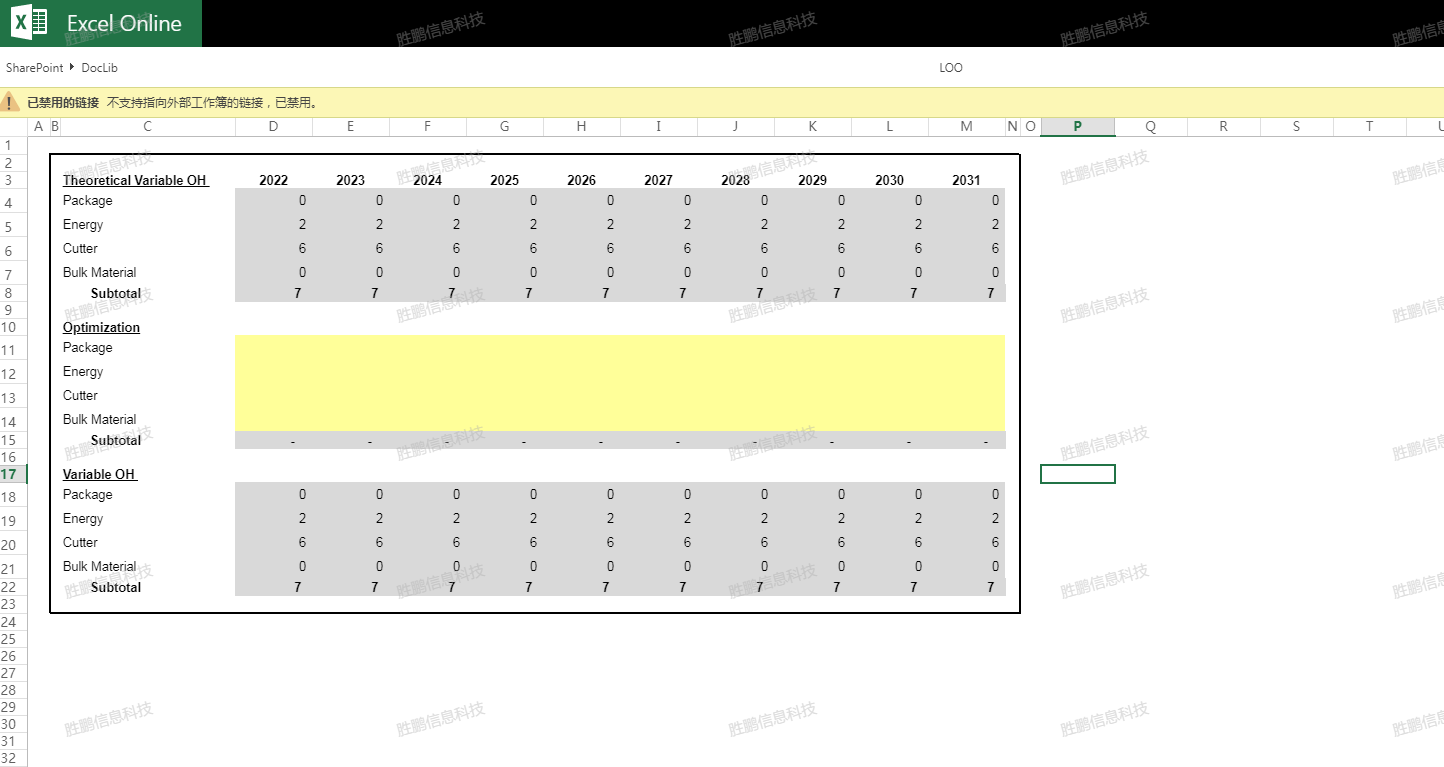 Excel Online
SharePoint ▸ DocLib LOO
已禁用的链接 不支持指向外部工作簿的链接，已禁用。
A B C D E F G H I J K L M N O P Q R S T U
1
2
3 Theoretical Variable OH 2022 2023 2024 2025 2026 2027 2028 2029 2030 2031
4 Package 0 0 0 0 0 0 0 0 0 0
5 Energy 2 2 2 2 2 2 2 2 2 2
6 Cutter 6 6 6 6 6 6 6 6 6 6
7 Bulk Material 0 0 0 0 0 0 0 0 0 0
8 Subtotal 7 7 7 7 7 7 7 7 7 7
9
10 Optimization
11 Package
12 Energy
13 Cutter
14 Bulk Material
15 Subtotal - - - - - - - - - -
16
17 Variable OH
18 Package 0 0 0 0 0 0 0 0 0 0
19 Energy 2 2 2 2 2 2 2 2 2 2
20 Cutter 6 6 6 6 6 6 6 6 6 6
21 Bulk Material 0 0 0 0 0 0 0 0 0 0
22 Subtotal 7 7 7 7 7 7 7 7 7 7
23
24
25
26
27
28
29
30
31
32
胜鹏信息科技